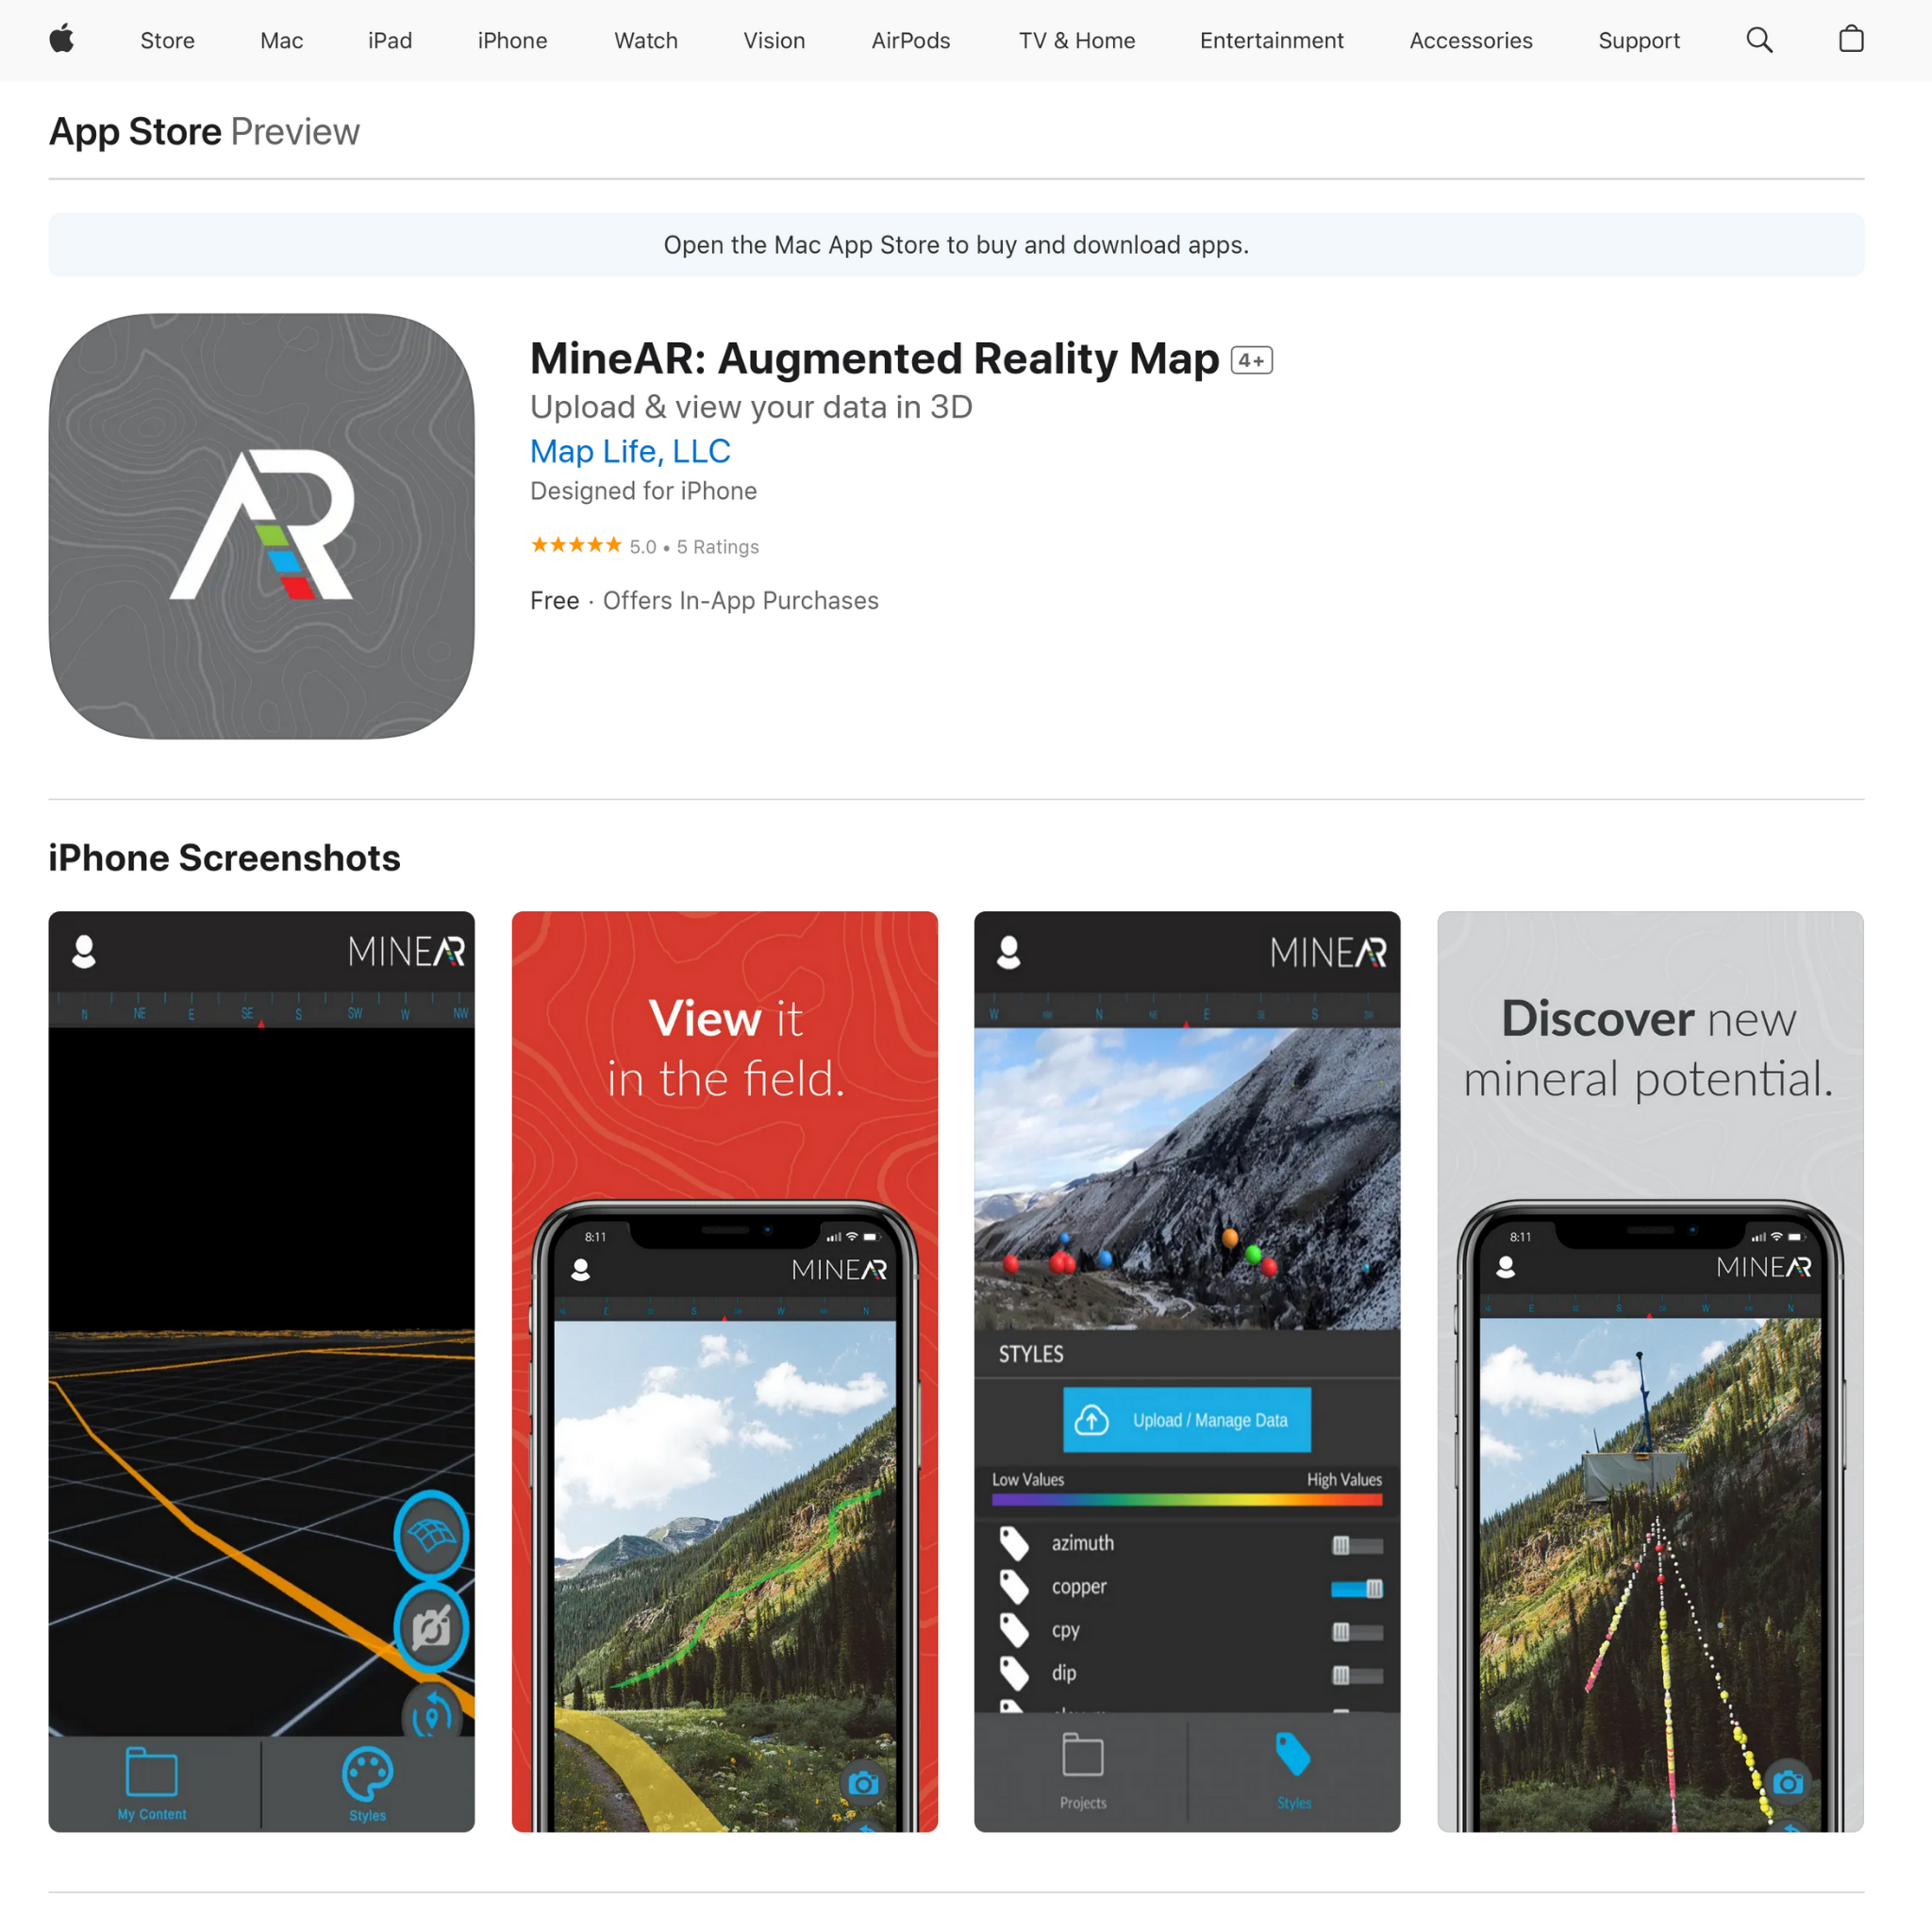 Store Mac iPad iPhone Watch Vision AirPods TV & Home Entertainment Accessories Support
App Store Preview
Open the Mac App Store to buy and download apps.
AR
MineAR: Augmented Reality Map 4+
Upload & view your data in 3D
Map Life, LLC
Designed for iPhone
★★★★★ 5.0 • 5 Ratings
Free · Offers In-App Purchases
iPhone Screenshots
MINEAR
N NE E SE S SW W NW
My Content
Styles
View it
in the field.
8:11
MINEAR
E S W N
MINEAR
W N NE E SE S
STYLES
Upload / Manage Data
Low Values High Values
azimuth
copper
cpy
dip
Projects
Styles
Discover new
mineral potential.
8:11
MINEAR
E S W N